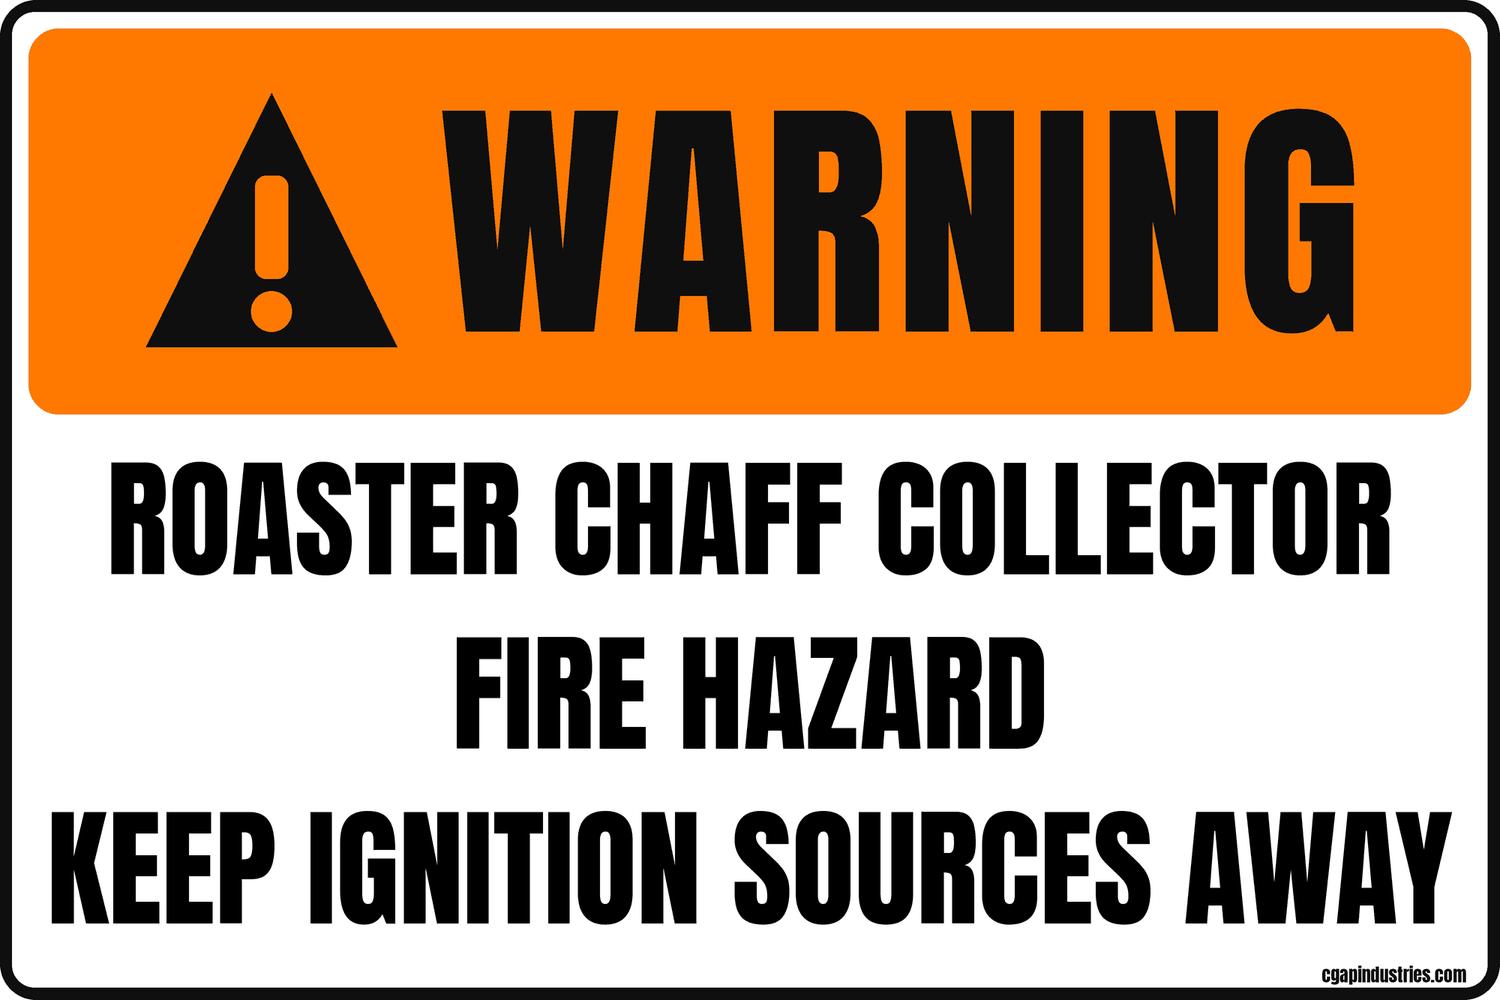 WARNING
ROASTER CHAFF COLLECTOR
FIRE HAZARD
KEEP IGNITION SOURCES AWAY
cgapindustries.com